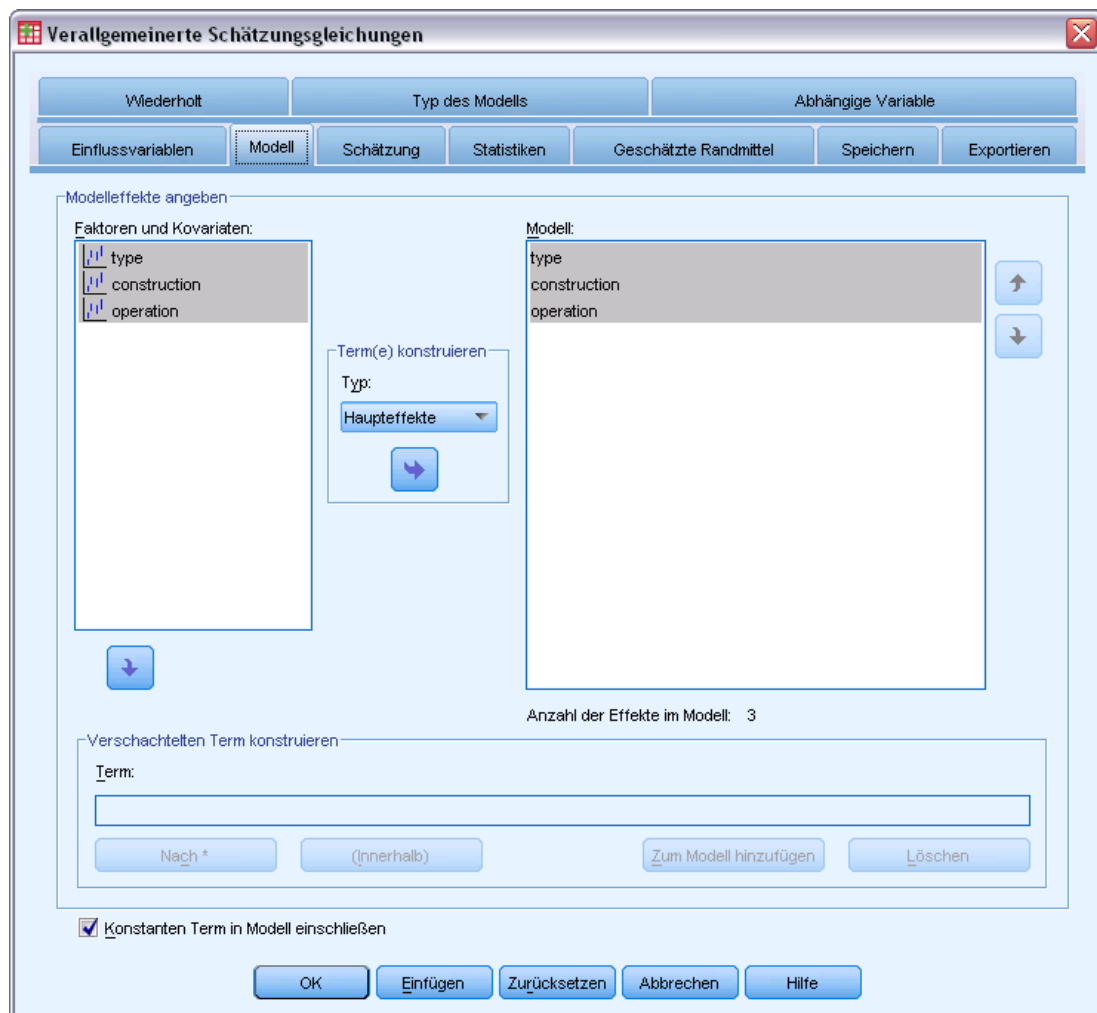 Verallgemeinerte Schätzungsgleichungen
Wiederholt
Typ des Modells
Abhängige Variable
Einflussvariablen
Modell
Schätzung
Statistiken
Geschätzte Randmittel
Speichern
Exportieren
Modelleffekte angeben
Faktoren und Kovariaten:
type
construction
operation
Term(e) konstruieren
Typ:
Haupteffekte
Modell:
type
construction
operation
Anzahl der Effekte im Modell: 3
Verschachtelten Term konstruieren
Term:
Nach *
(Innerhalb)
Zum Modell hinzufügen
Löschen
Konstanten Term in Modell einschließen
OK
Einfügen
Zurücksetzen
Abbrechen
Hilfe